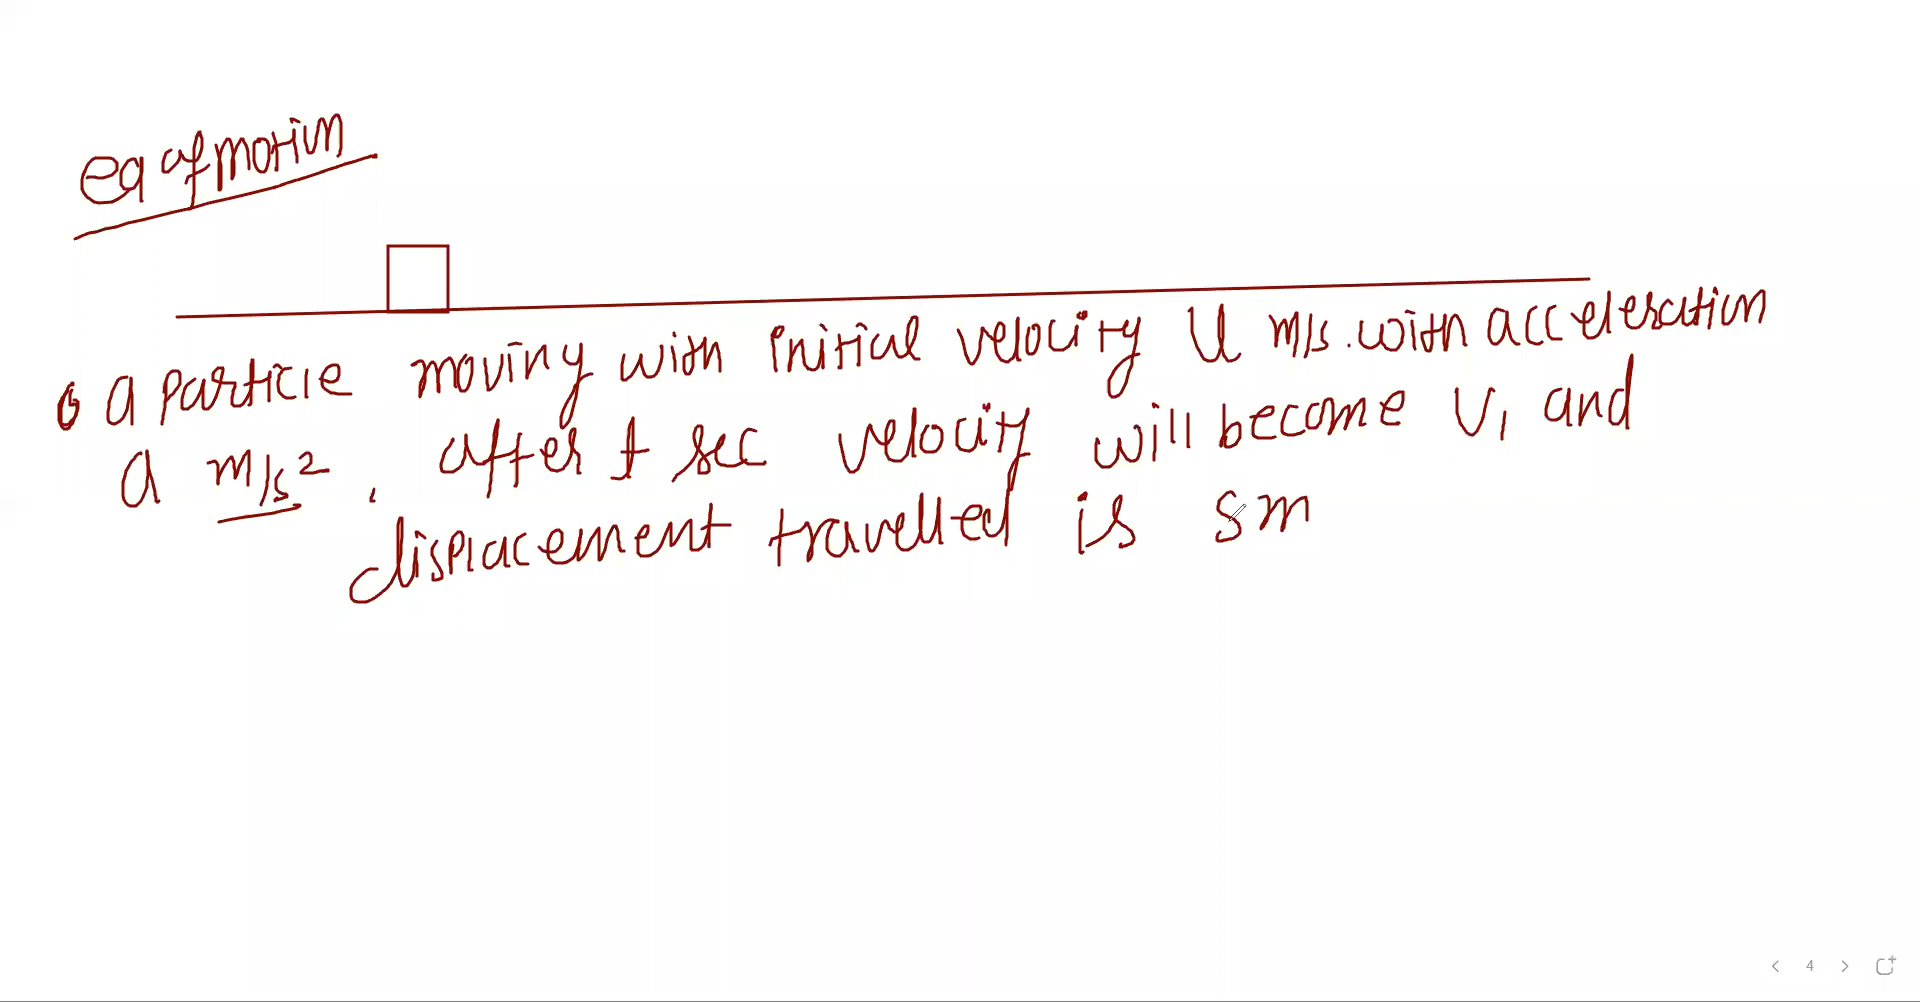 eq of motion
a particle moving with initial velocity u m/s. with acceleration
a m/s², after t sec velocity will become v, and
displacement travelled is s m
4